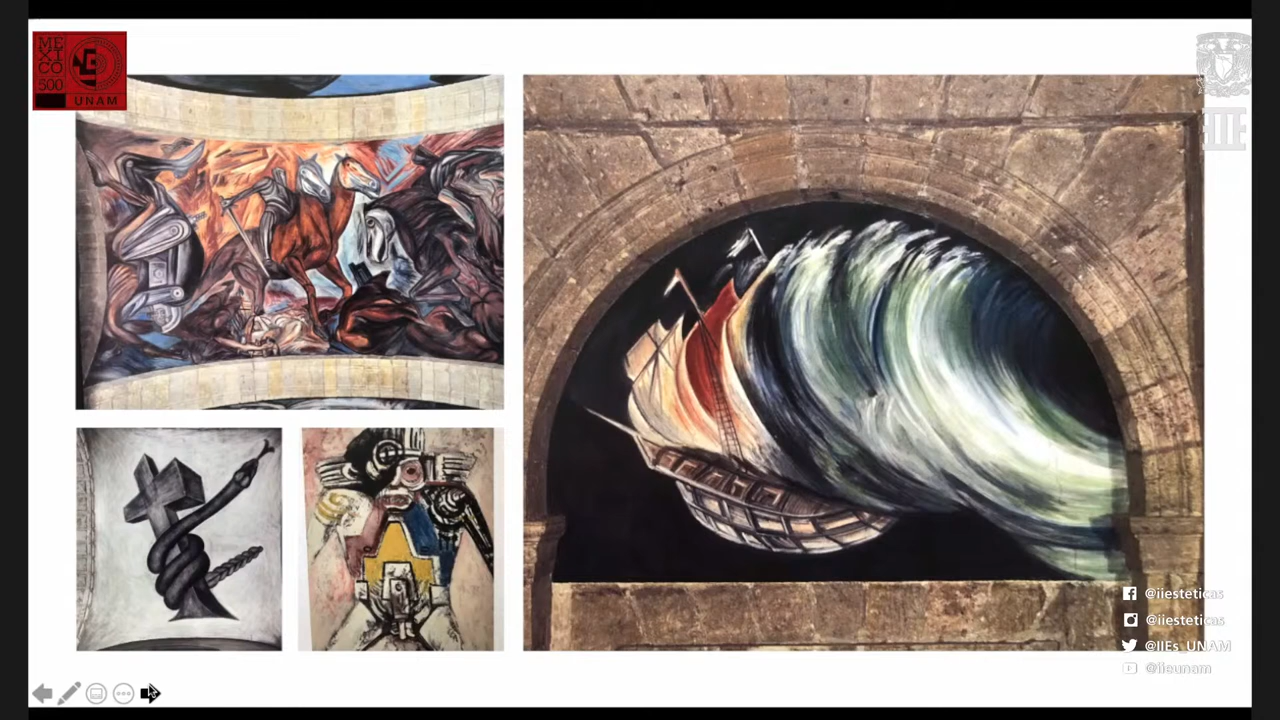 ME
XI
CO
500
UNAM
@iiesteticas
@iiesteticas
@IIEs_UNAM
@iieunam